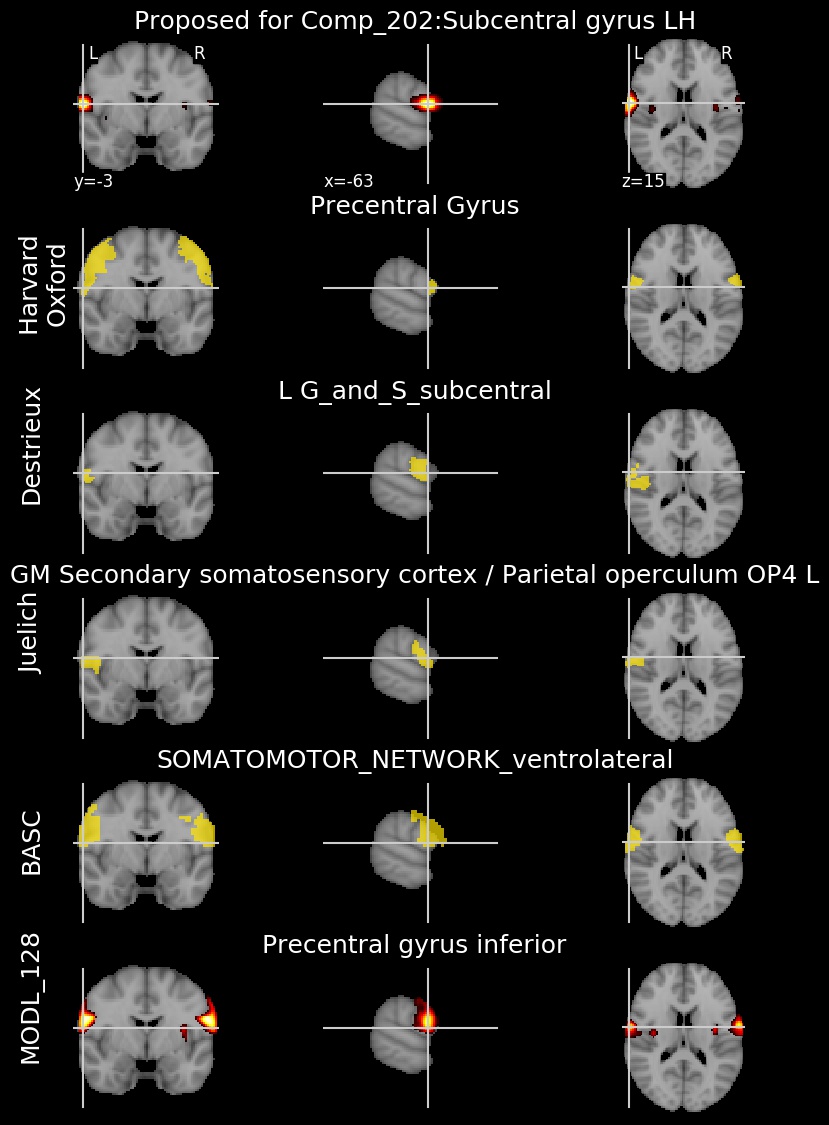 Proposed for Comp_202:Subcentral gyrus LH
L R L R
y=-3 x=-63 z=15
Precentral Gyrus
Harvard
Oxford
L G_and_S_subcentral
Destrieux
GM Secondary somatosensory cortex / Parietal operculum OP4 L
Juelich
SOMATOMOTOR_NETWORK_ventrolateral
BASC
Precentral gyrus inferior
MODL_128